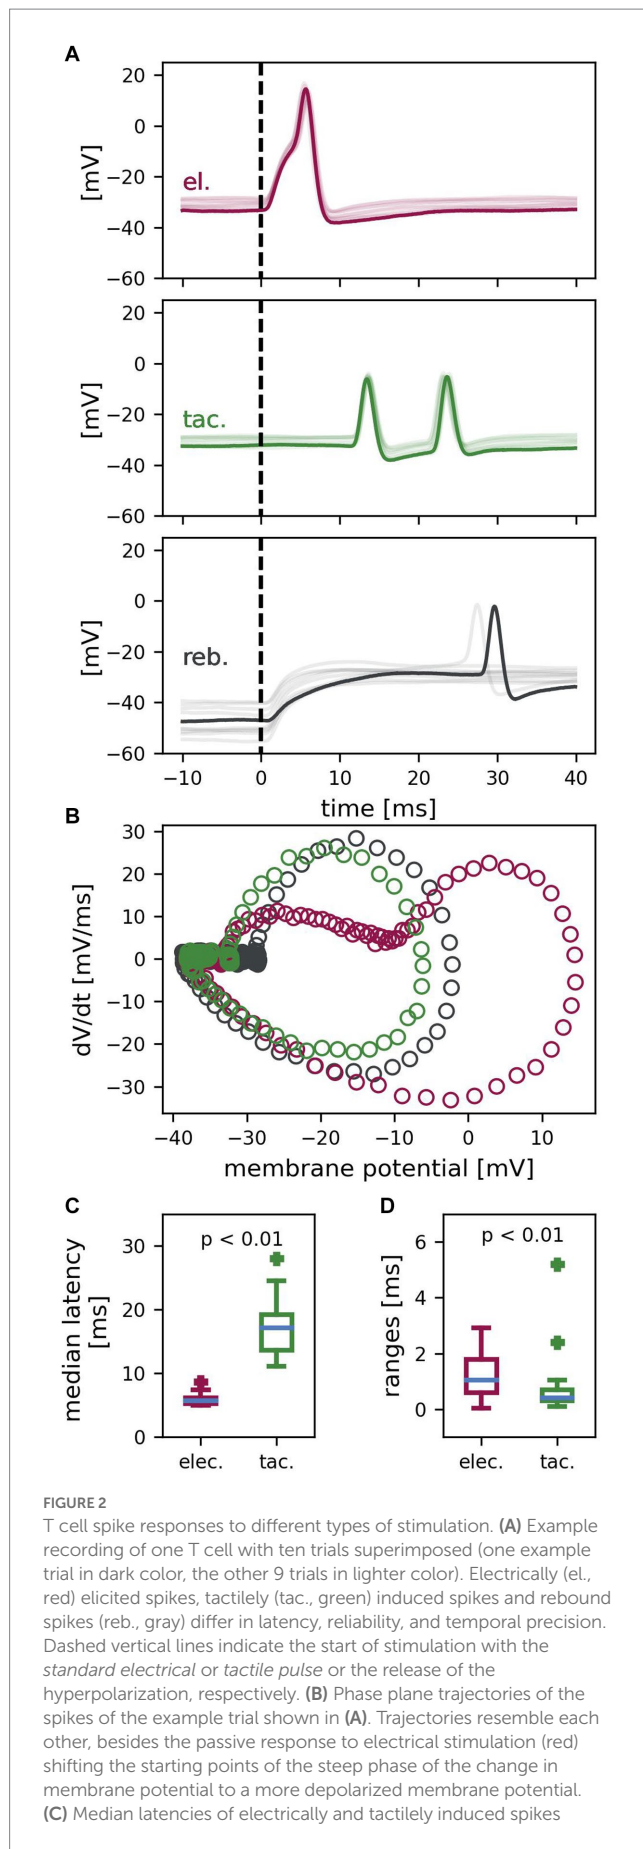 A
20
0
−20
−40
−60
[mV]
el.
0
−20
−40
−60
[mV]
tac.
20
0
−20
−40
−60
[mV]
reb.
−10 0 10 20 30 40
time [ms]
B
30
20
10
0
−10
−20
−30
dV/dt [mV/ms]
−40 −30 −20 −10 0 10
membrane potential [mV]
C
p < 0.01
30
20
10
0
median latency
[ms]
elec. tac.
D
p < 0.01
6
4
2
0
ranges [ms]
elec. tac.
FIGURE 2
T cell spike responses to different types of stimulation. (A) Example
recording of one T cell with ten trials superimposed (one example
trial in dark color, the other 9 trials in lighter color). Electrically (el.,
red) elicited spikes, tactilely (tac., green) induced spikes and rebound
spikes (reb., gray) differ in latency, reliability, and temporal precision.
Dashed vertical lines indicate the start of stimulation with the
standard electrical or tactile pulse or the release of the
hyperpolarization, respectively. (B) Phase plane trajectories of the
spikes of the example trial shown in (A). Trajectories resemble each
other, besides the passive response to electrical stimulation (red)
shifting the starting points of the steep phase of the change in
membrane potential to a more depolarized membrane potential.
(C) Median latencies of electrically and tactilely induced spikes